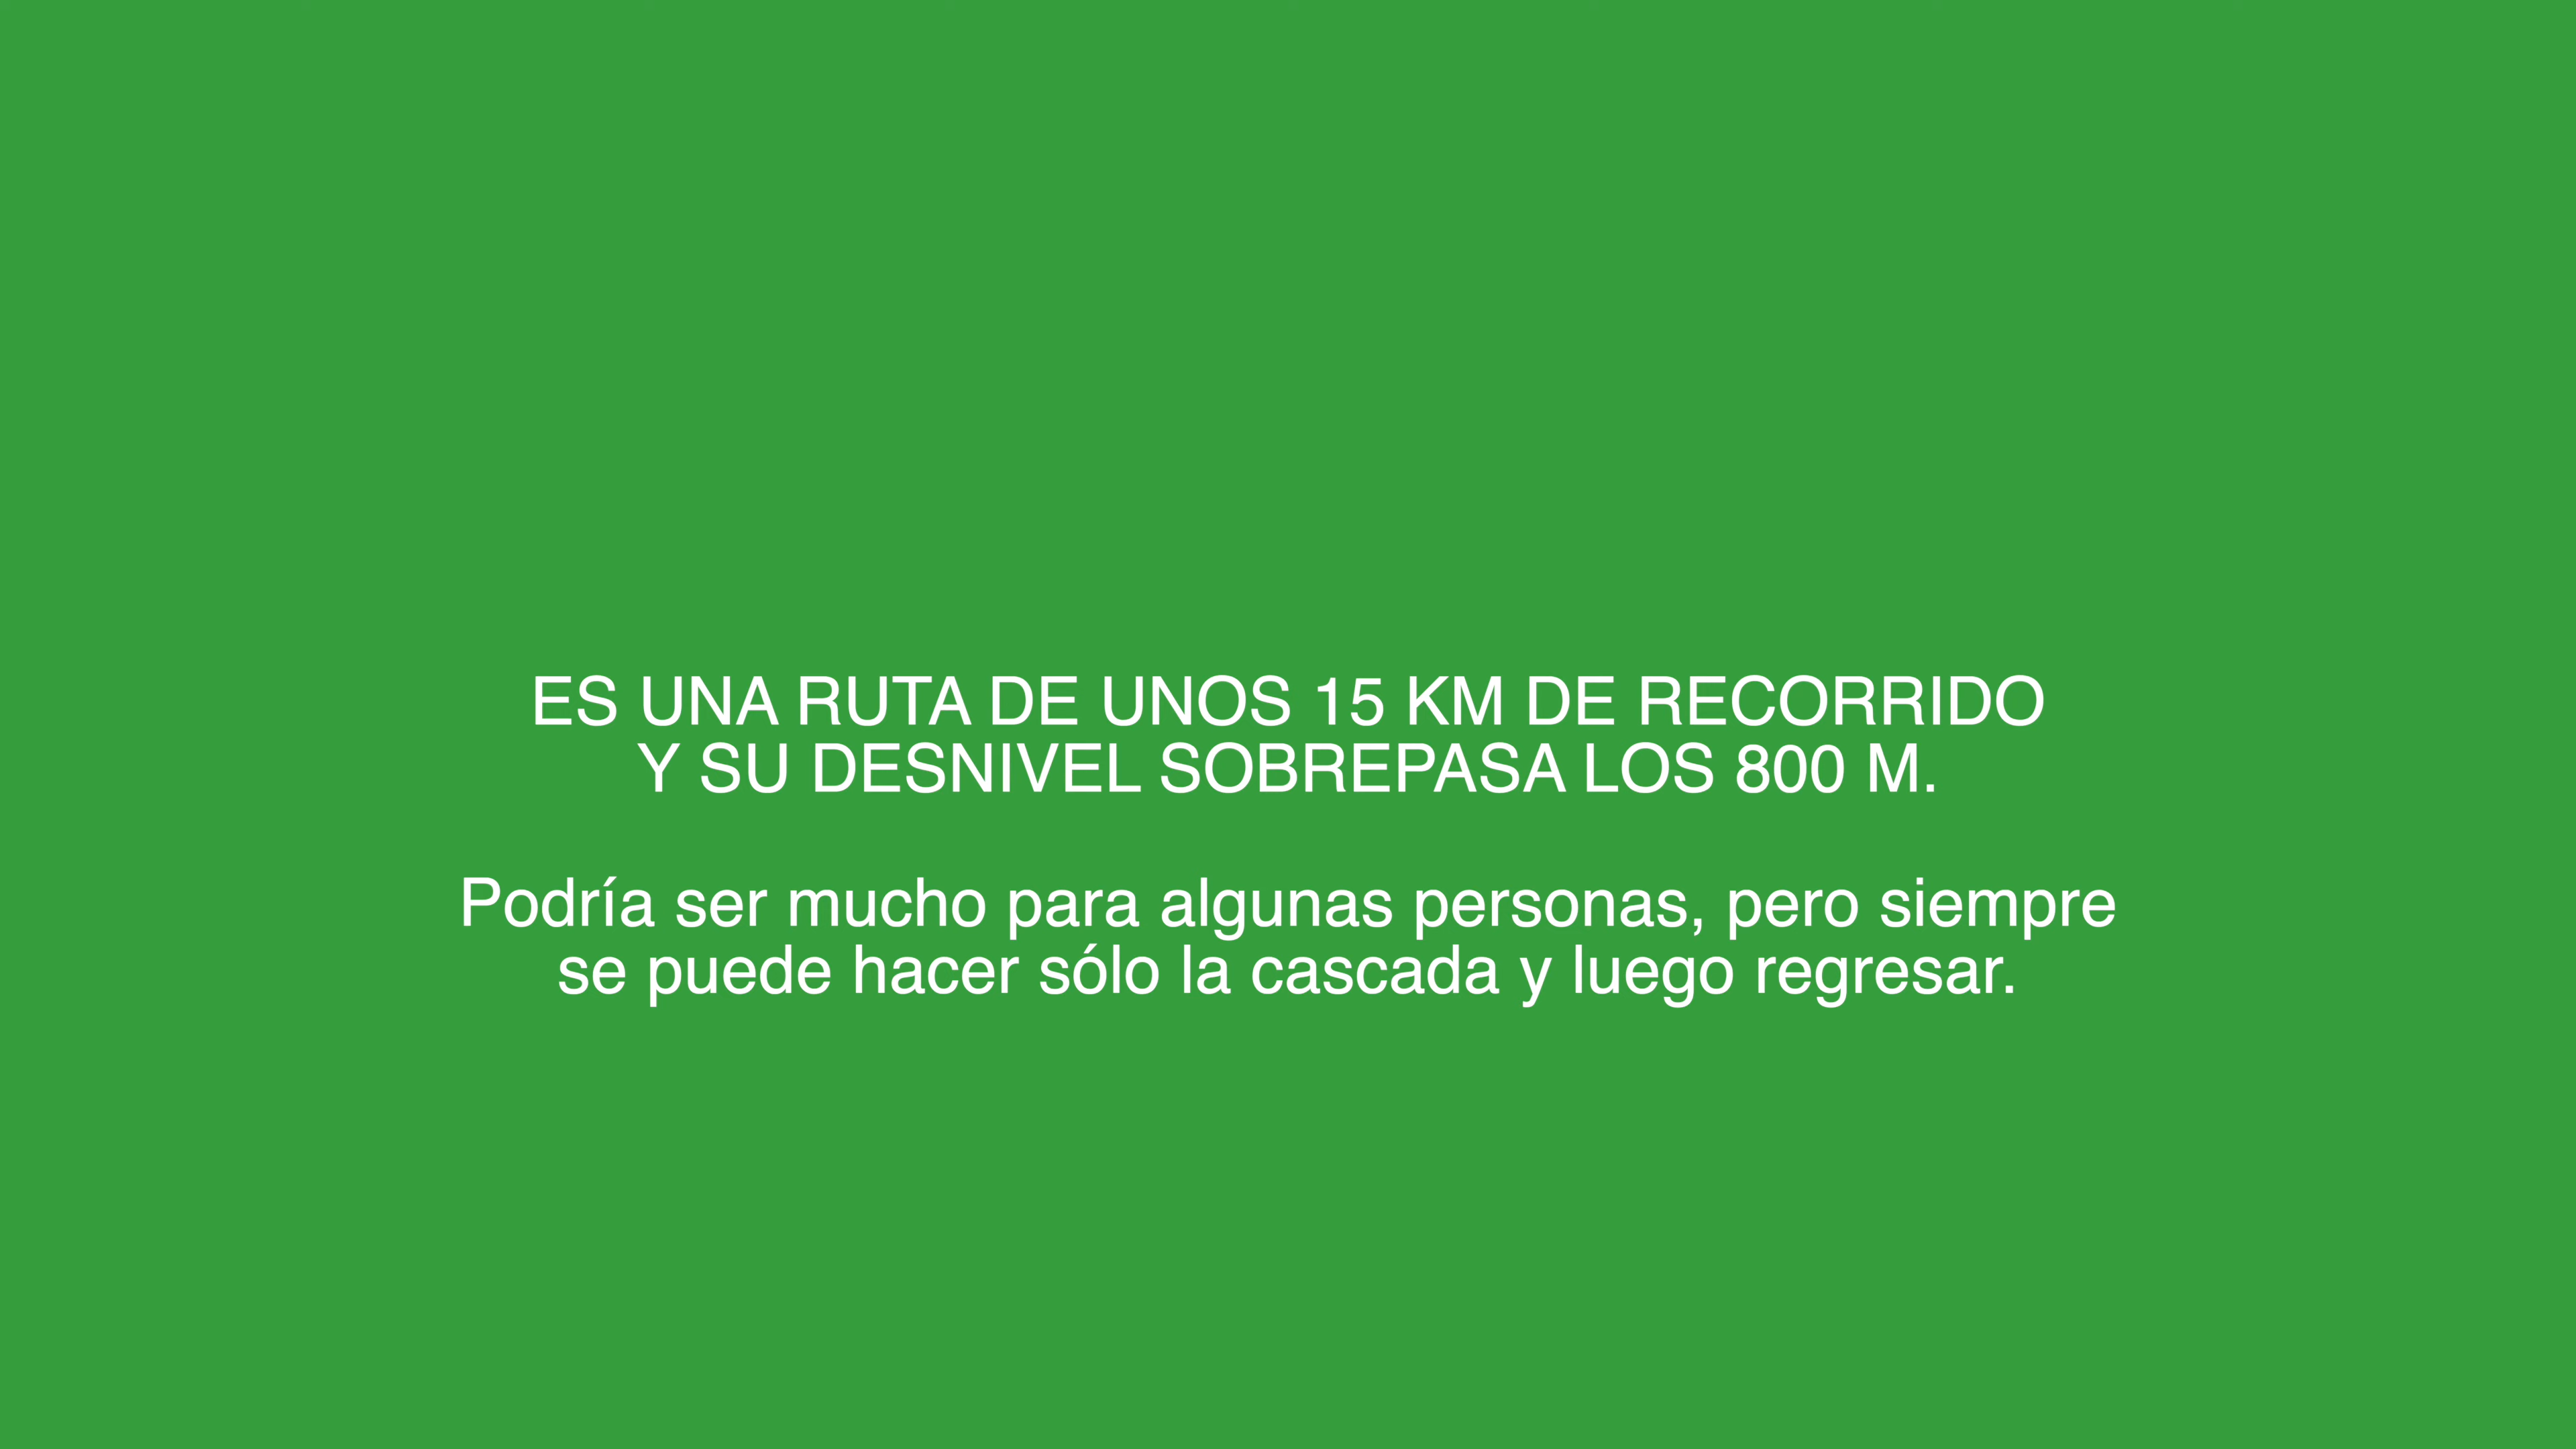 ES UNA RUTA DE UNOS 15 KM DE RECORRIDO
Y SU DESNIVEL SOBREPASA LOS 800 M.
Podría ser mucho para algunas personas, pero siempre
se puede hacer sólo la cascada y luego regresar.